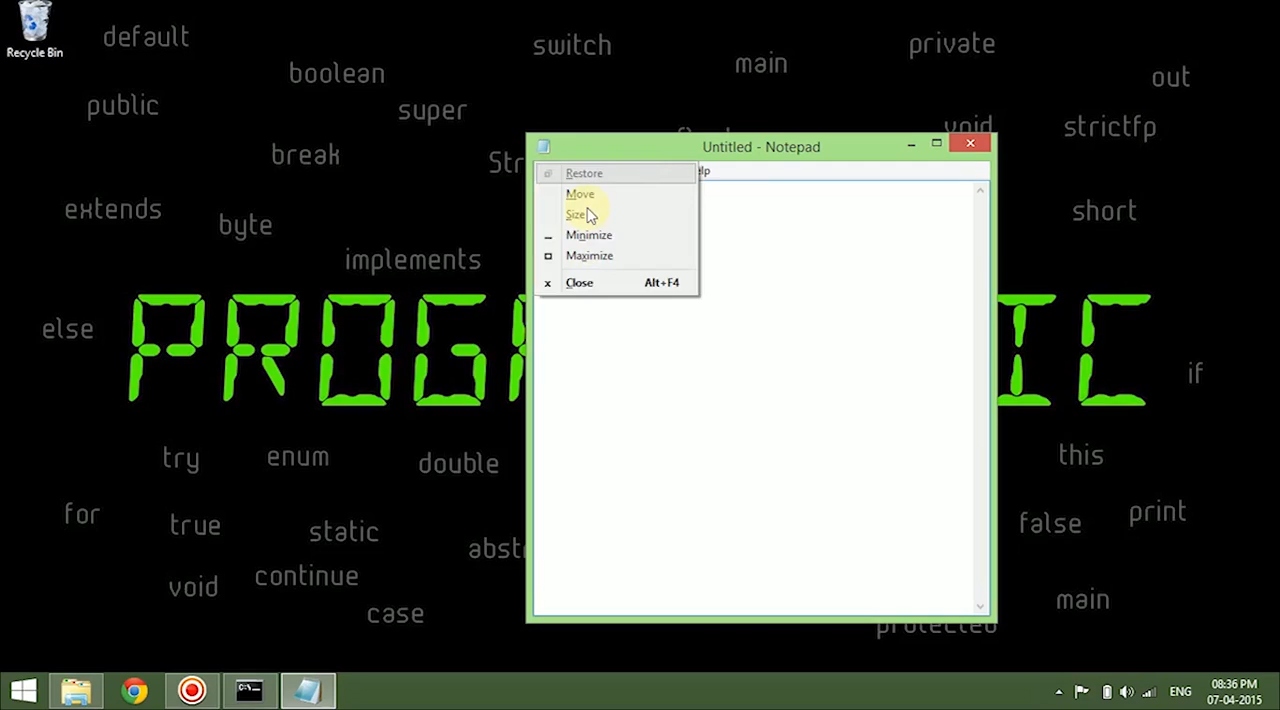 Recycle Bin
default
boolean
public
super
switch
main
private
out
void
strictfp
break
extends
byte
implements
short
else
if
try
enum
double
this
for
true
static
continue
void
case
false
print
main
protected
Untitled - Notepad
Restore
Move
Size
Minimize
Maximize
Close Alt+F4
ENG
08:36 PM
07-04-2015